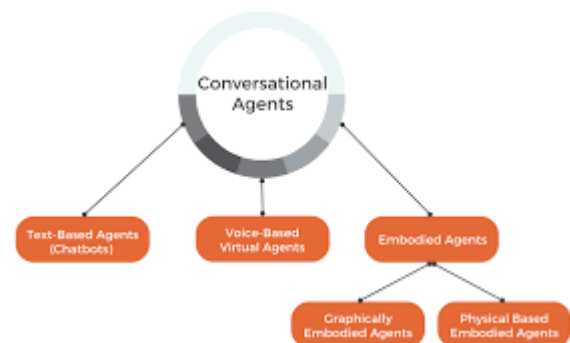 Conversational
Agents
Text-Based Agents
(Chatbots)
Voice-Based
Virtual Agents
Embodied Agents
Graphically
Embodied Agents
Physical Based
Embodied Agents